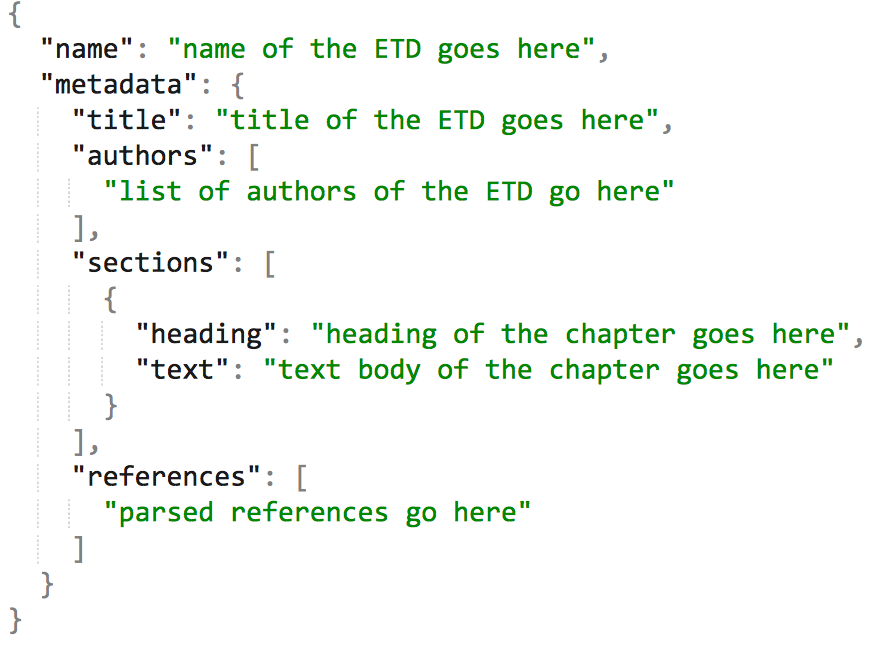 {
  "name": "name of the ETD goes here",
  "metadata": {
    "title": "title of the ETD goes here",
    "authors": [
      "list of authors of the ETD go here"
    ],
    "sections": [
      {
        "heading": "heading of the chapter goes here",
        "text": "text body of the chapter goes here"
      }
    ],
    "references": [
      "parsed references go here"
    ]
  }
}